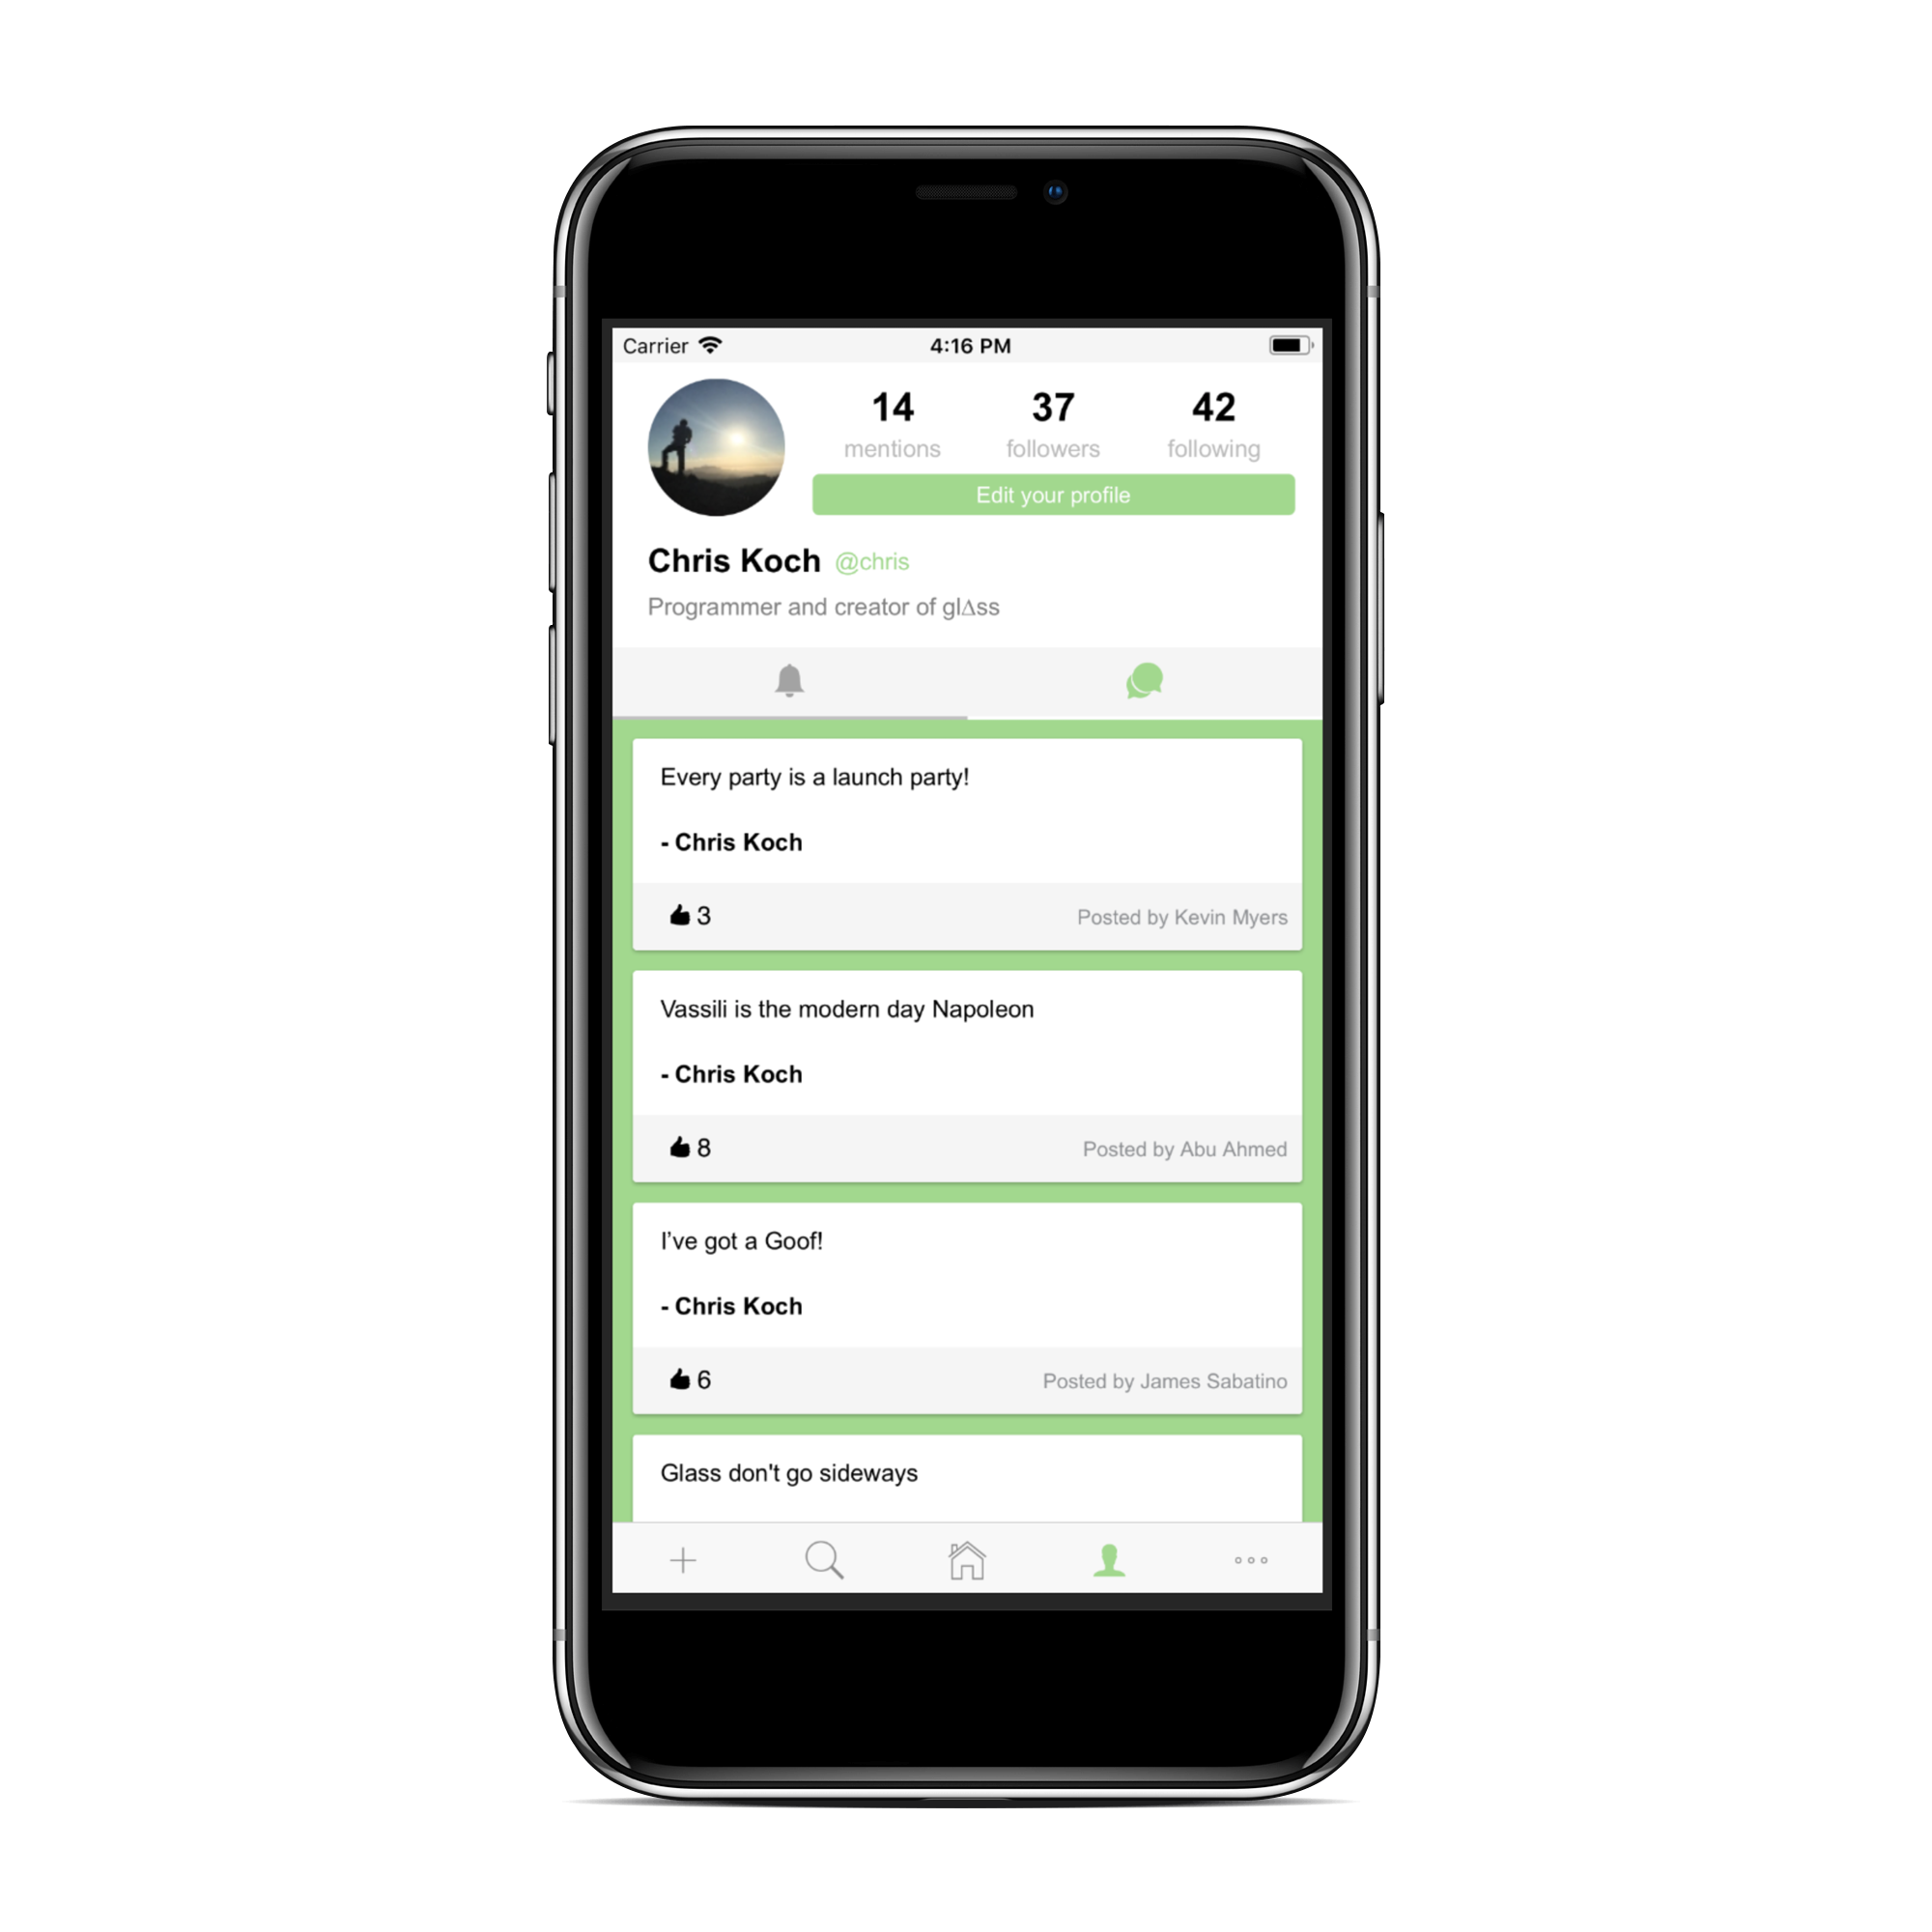 Carrier 4:16 PM
14 37 42
mentions followers following
Edit your profile
Chris Koch @chris
Programmer and creator of gl∆ss
Every party is a launch party!
- Chris Koch
3 Posted by Kevin Myers
Vassili is the modern day Napoleon
- Chris Koch
8 Posted by Abu Ahmed
I’ve got a Goof!
- Chris Koch
6 Posted by James Sabatino
Glass don't go sideways